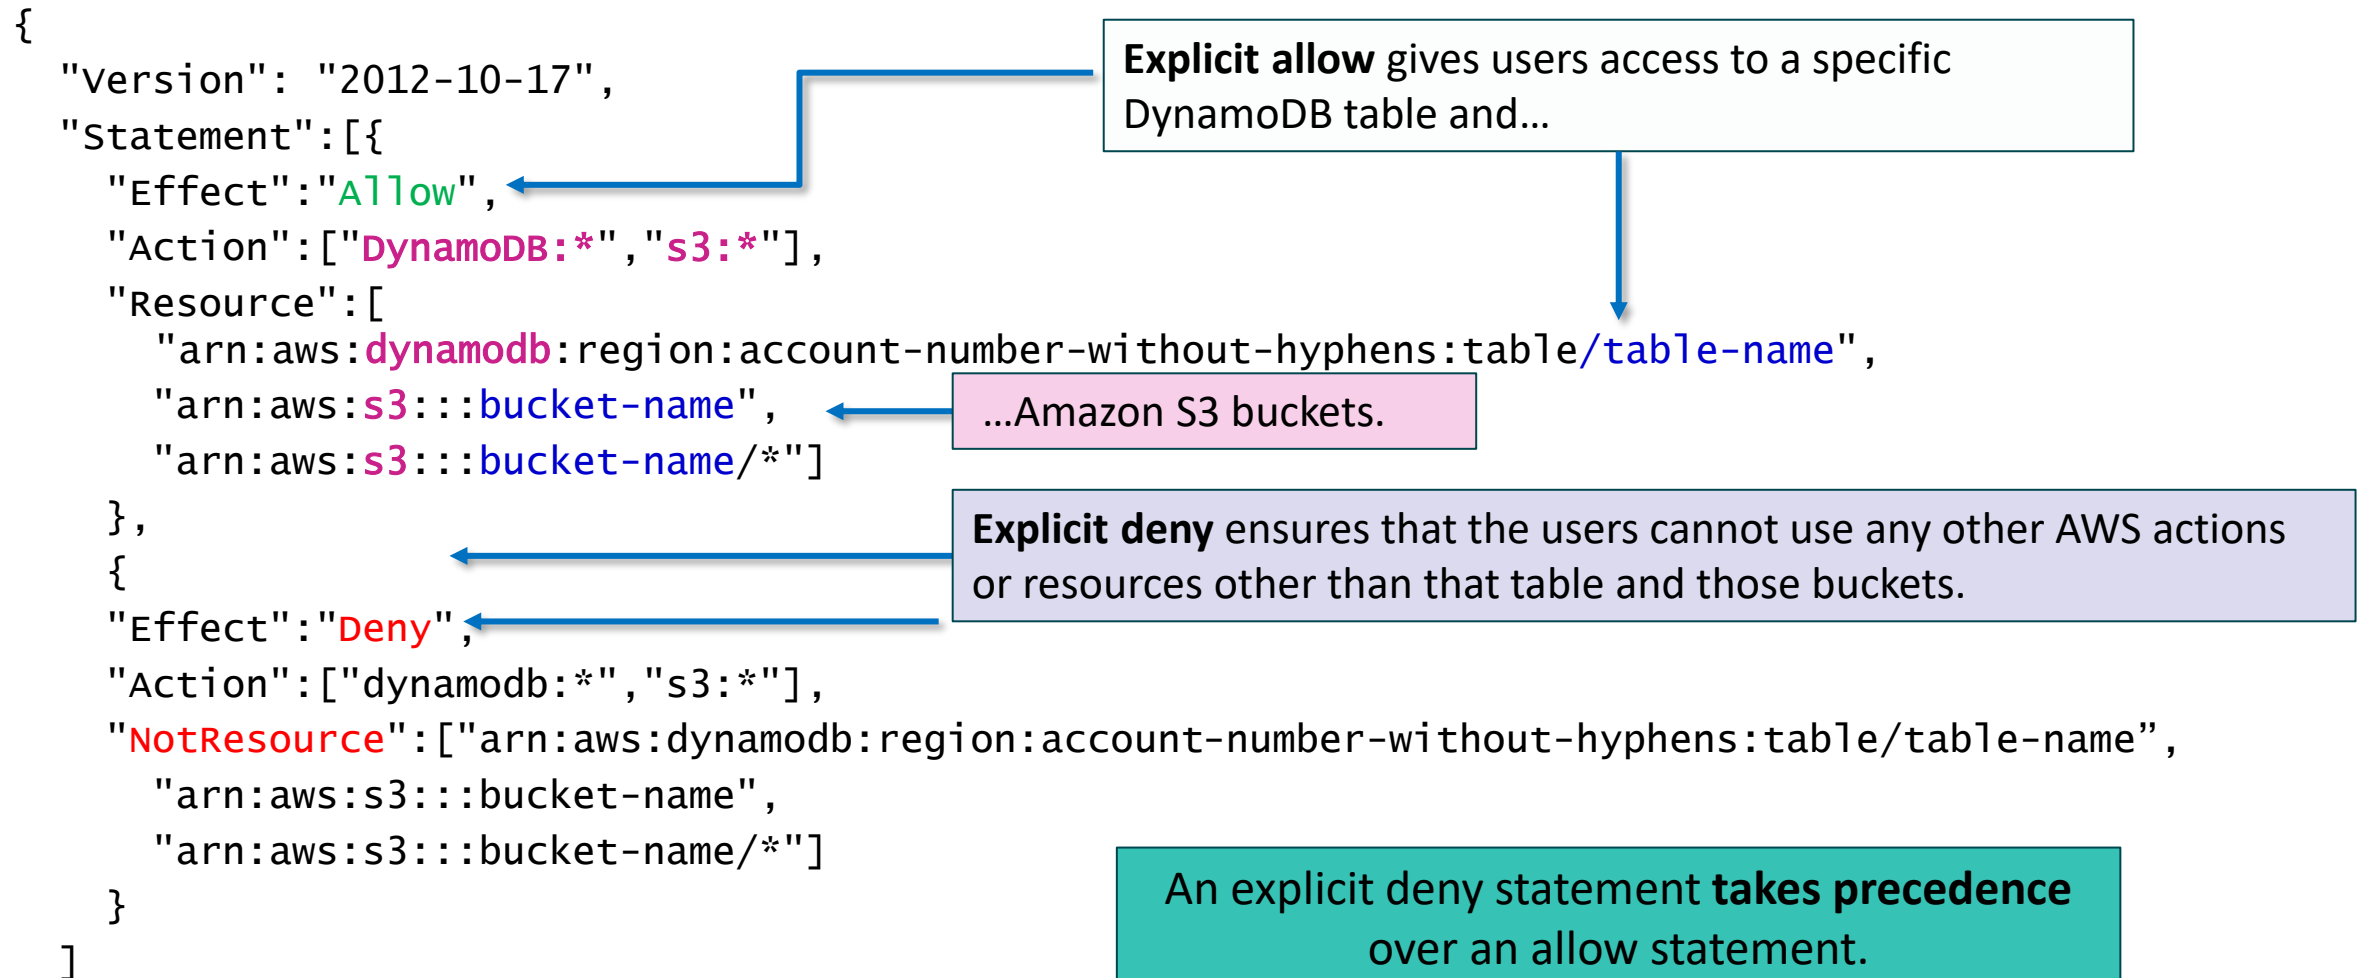 {
"Version": "2012-10-17",
"Statement":[{
"Effect":"Allow",
"Action":["DynamoDB:*","s3:*"],
"Resource":[
"arn:aws:dynamodb:region:account-number-without-hyphens:table/table-name",
"arn:aws:s3:::bucket-name",
"arn:aws:s3:::bucket-name/*"]
},
{
"Effect":"Deny",
"Action":["dynamodb:*","s3:*"],
"NotResource":["arn:aws:dynamodb:region:account-number-without-hyphens:table/table-name”,
"arn:aws:s3:::bucket-name",
"arn:aws:s3:::bucket-name/*"]
}
]
Explicit allow gives users access to a specific
DynamoDB table and…
…Amazon S3 buckets.
Explicit deny ensures that the users cannot use any other AWS actions
or resources other than that table and those buckets.
An explicit deny statement takes precedence
over an allow statement.